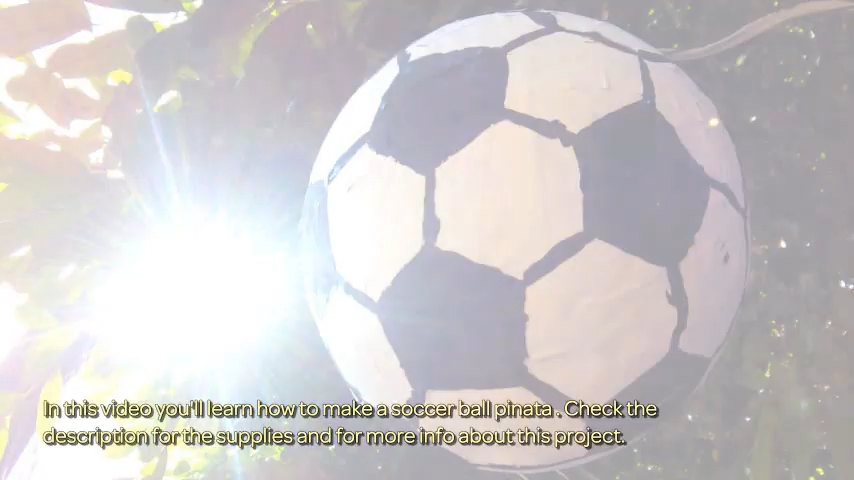 In this video you'll learn how to make a soccer ball pinata . Check the
description for the supplies and for more info about this project.